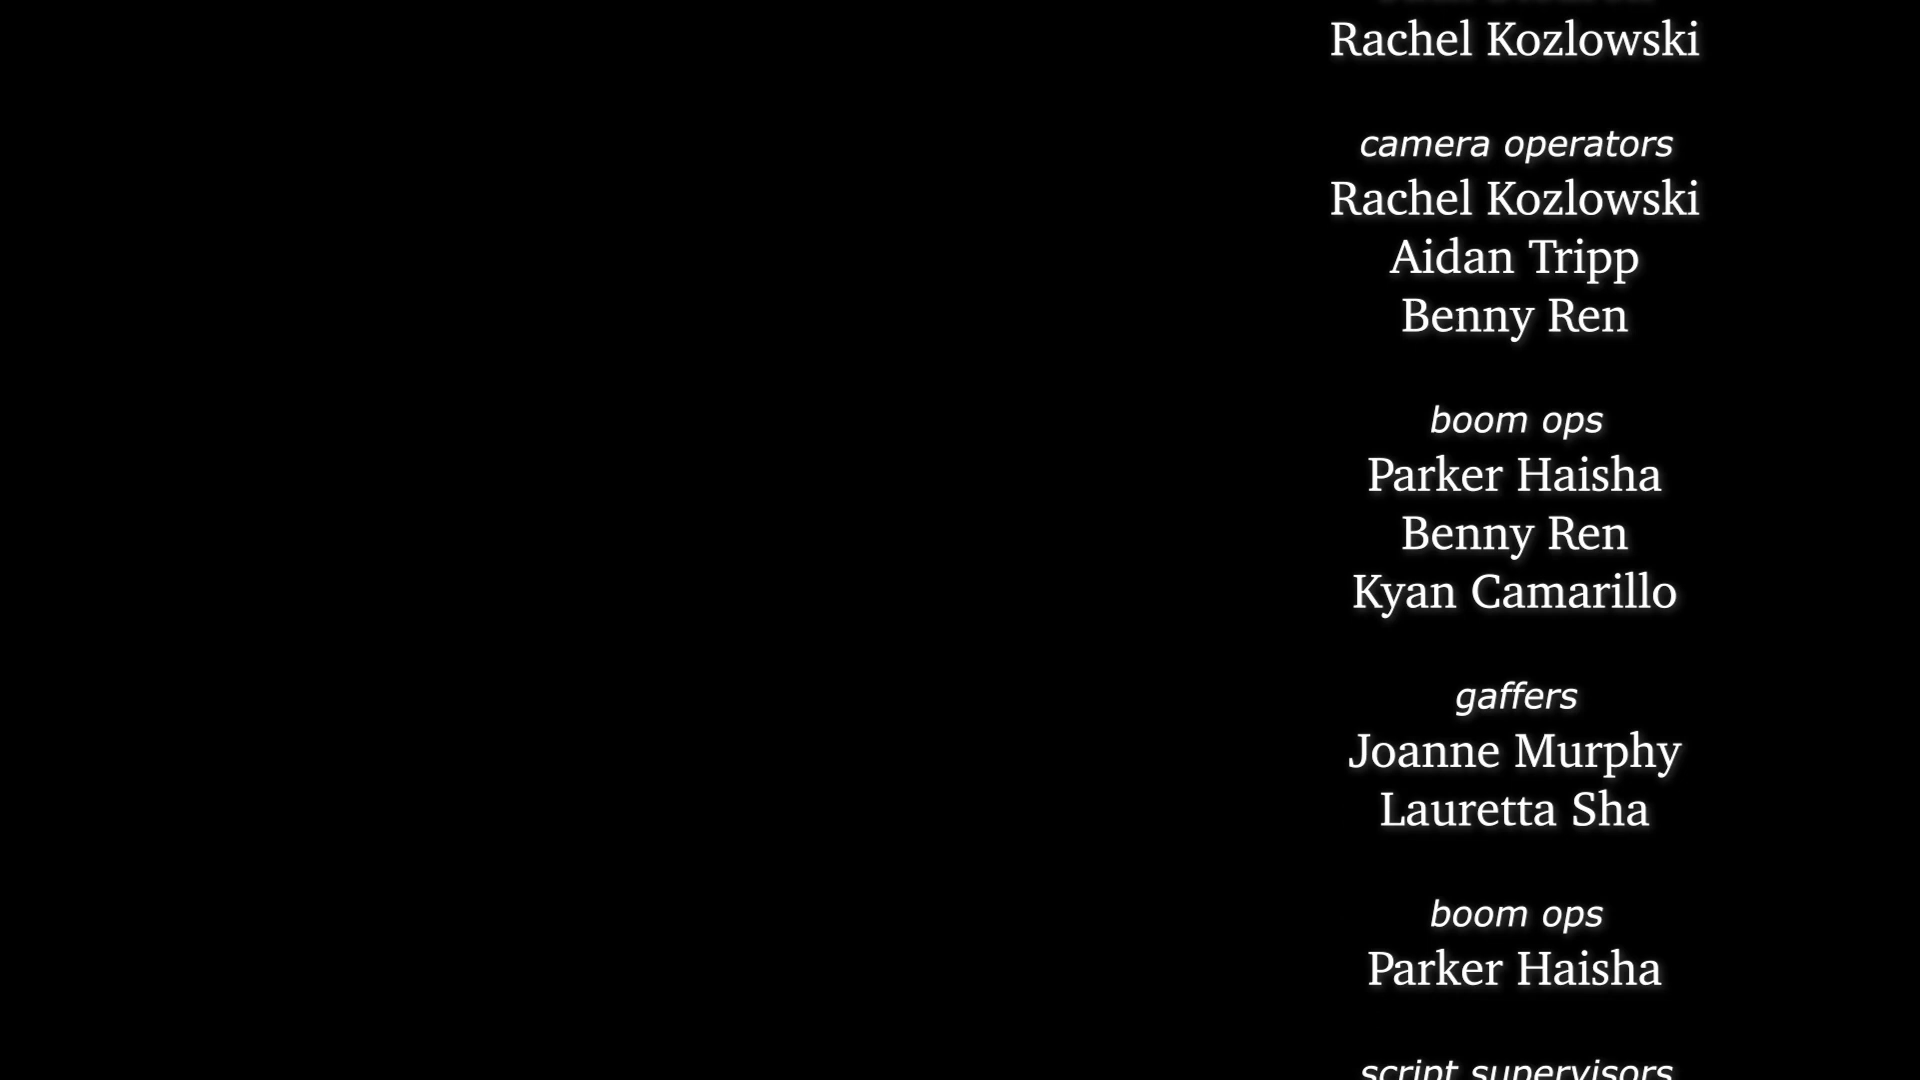 Rachel Kozlowski
camera operators
Rachel Kozlowski
Aidan Tripp
Benny Ren
boom ops
Parker Haisha
Benny Ren
Kyan Camarillo
gaffers
Joanne Murphy
Lauretta Sha
boom ops
Parker Haisha
script supervisors